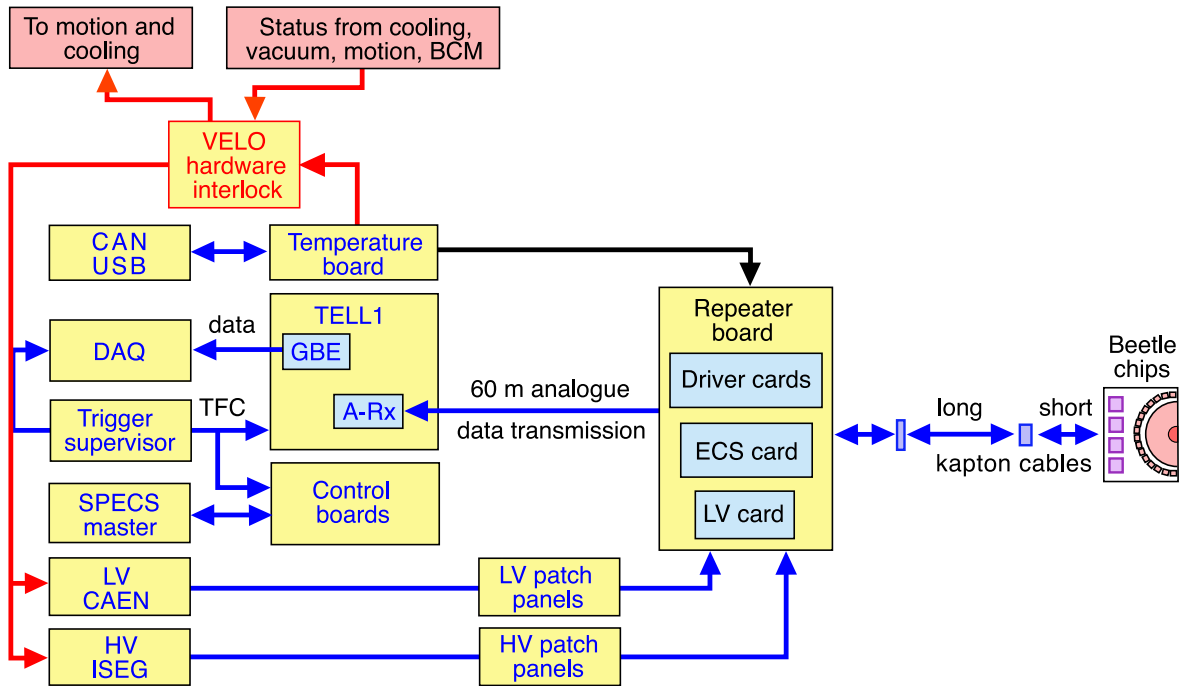 To motion and
cooling
Status from cooling,
vacuum, motion, BCM
VELO
hardware
interlock
CAN
USB
Temperature
board
Repeater
board
TELL1
data
GBE
DAQ
Driver cards
Beetle
chips
A-Rx
60 m analogue
data transmission
TFC
Trigger
supervisor
long
short
kapton cables
ECS card
SPECS
master
Control
boards
LV card
LV
CAEN
LV patch
panels
HV
ISEG
HV patch
panels